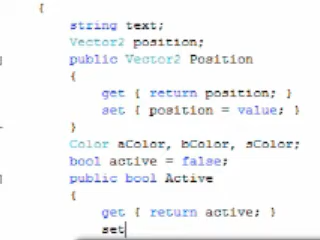 {
string text;
Vector2 position;
public Vector2 Position
{
get { return position; }
set { position = value; }
}
Color aColor, bColor, sColor;
bool active = false;
public bool Active
{
get { return active; }
set